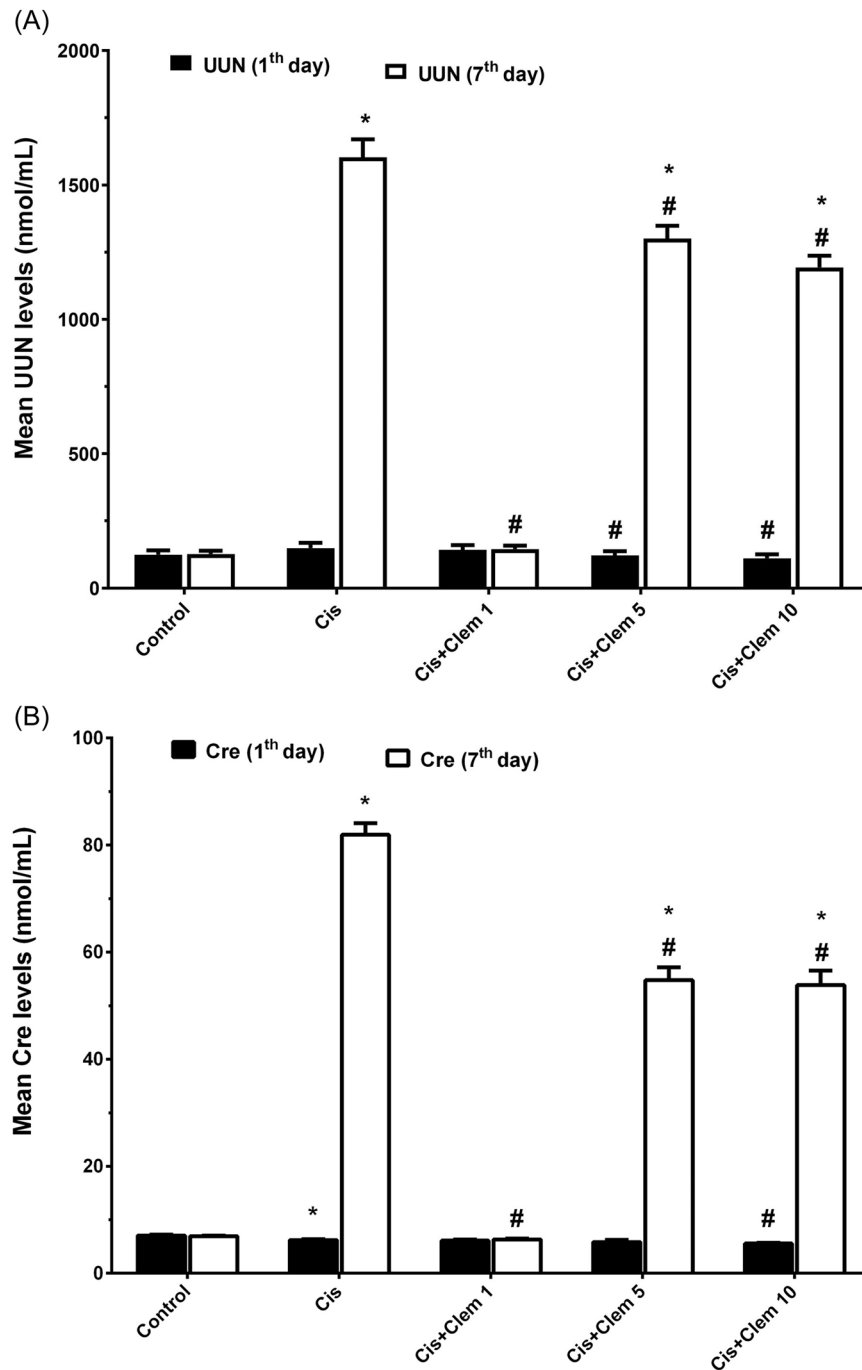 (A)
UUN (1th day)
UUN (7th day)
Mean UUN levels (nmol/mL)
2000
1500
1000
500
0
*
*
#
*
#
#
#
#
Control
Cis
Cis+Clem 1
Cis+Clem 5
Cis+Clem 10
(B)
Cre (1th day)
Cre (7th day)
Mean Cre levels (nmol/mL)
100
80
60
40
20
0
*
*
#
*
#
*
#
#
Control
Cis
Cis+Clem 1
Cis+Clem 5
Cis+Clem 10